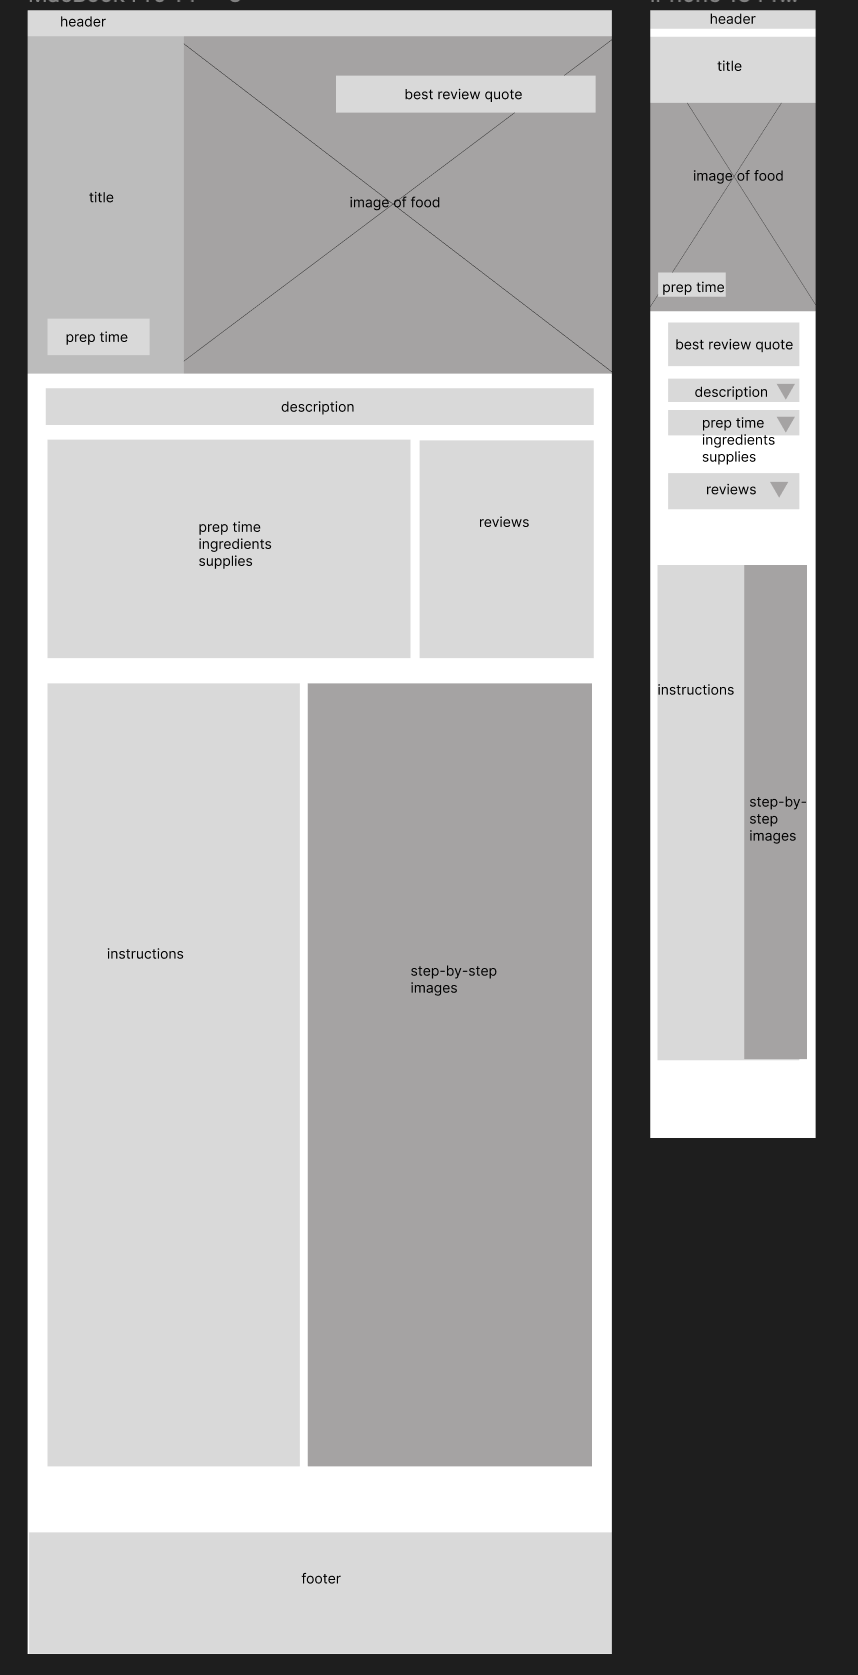 header
best review quote
title
image of food
prep time
description
prep time
ingredients
supplies
reviews
instructions
step-by-step
images
footer
header
title
image of food
prep time
best review quote
description
prep time
ingredients
supplies
reviews
instructions
step-by-
step
images